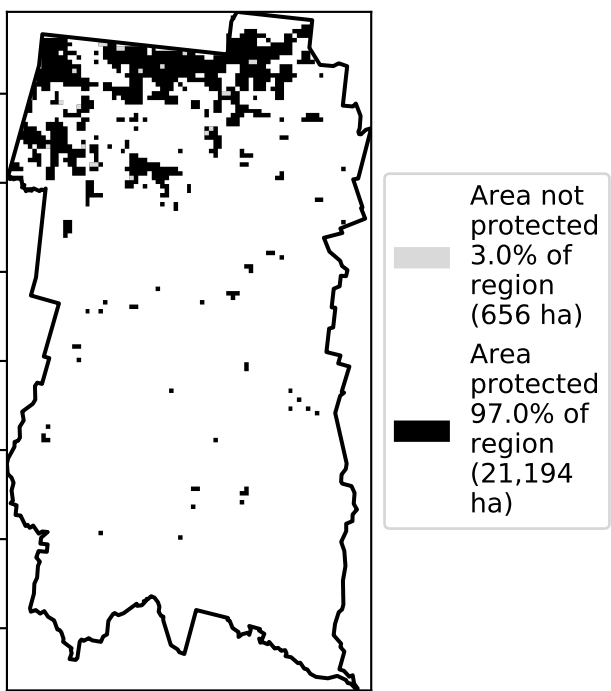 Area not
protected
3.0% of
region
(656 ha)
Area
protected
97.0% of
region
(21,194
ha)